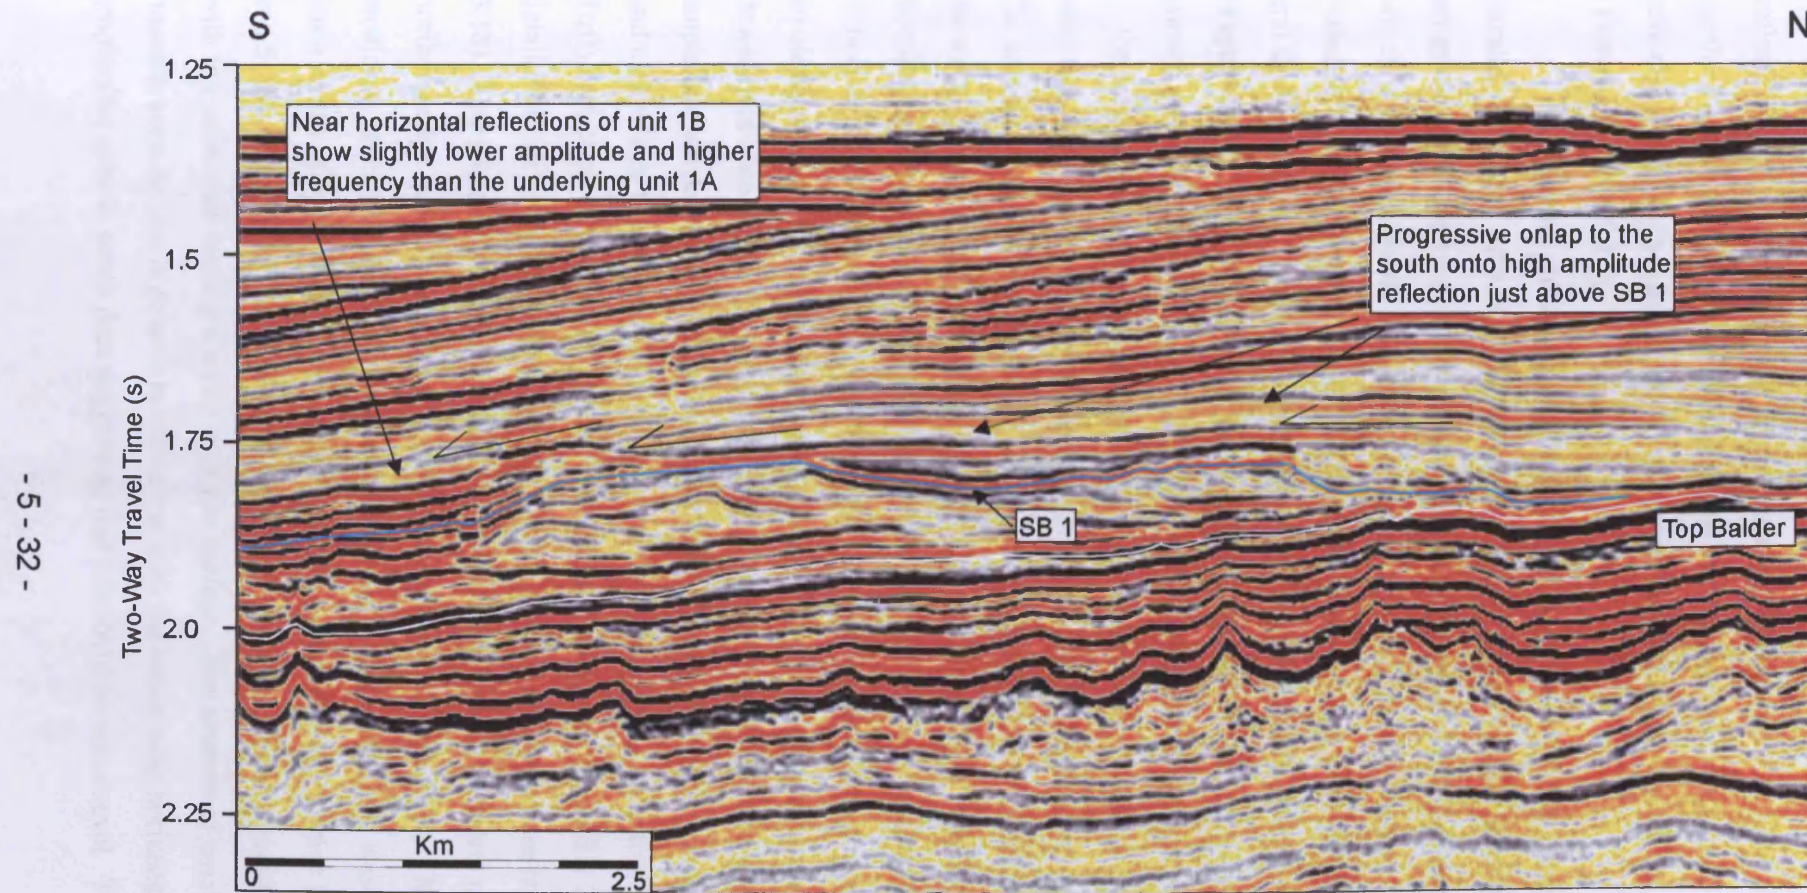 S
N
1.25
Near horizontal reflections of unit 1B
show slightly lower amplitude and higher
frequency than the underlying unit 1A
Progressive onlap to the
south onto high amplitude
reflection just above SB 1
1.5
1.75
SB 1
Top Balder
2.0
2.25
Two-Way Travel Time (s)
Km
0
2.5
- 5 - 32 -